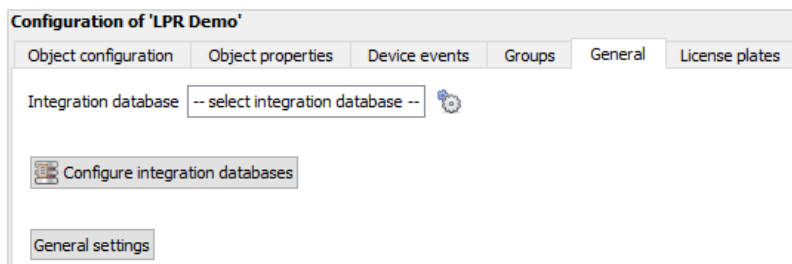 Configuration of 'LPR Demo'
Object configuration Object properties Device events Groups General License plates
Integration database -- select integration database --
Configure integration databases
General settings